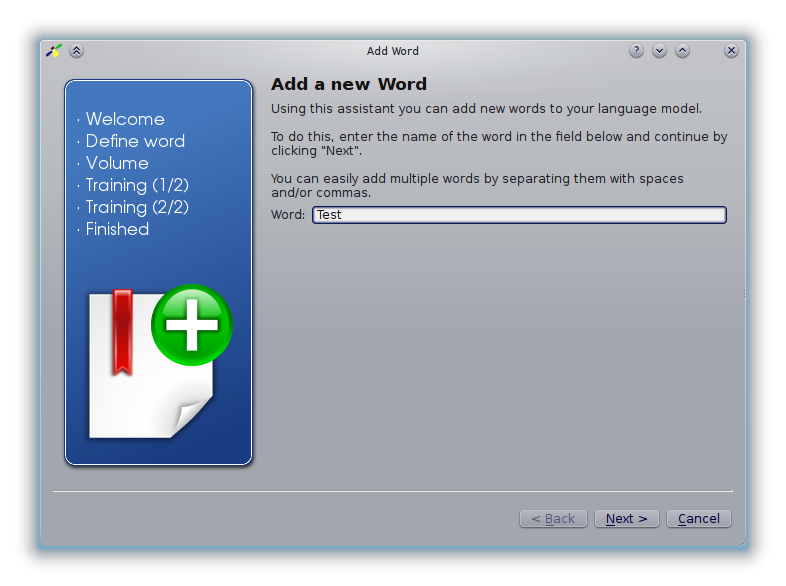 Add Word
?
· Welcome
· Define word
· Volume
· Training (1/2)
· Training (2/2)
· Finished
Add a new Word
Using this assistant you can add new words to your language model.
To do this, enter the name of the word in the field below and continue by
clicking "Next".
You can easily add multiple words by separating them with spaces
and/or commas.
Word: Test
< Back Next > Cancel